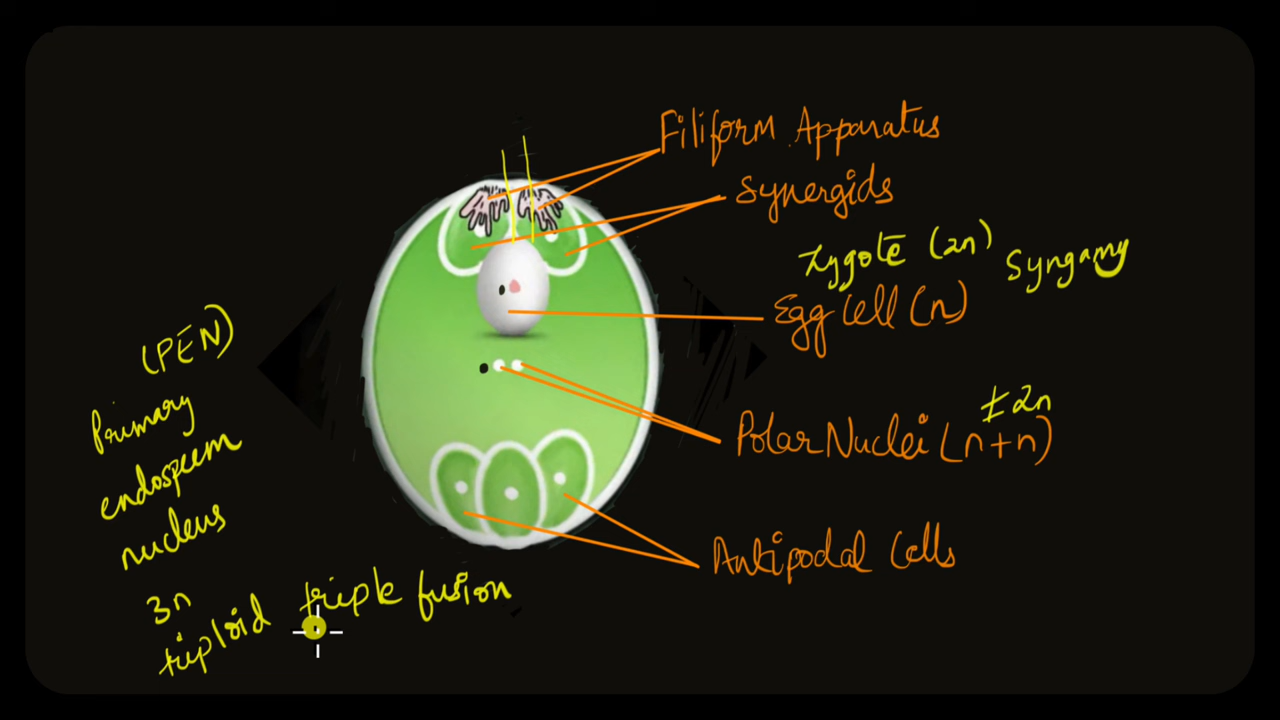 Filiform Apparatus
Synergids
Zygote (2n) Syngamy
Egg Cell (n)
(PEN)
Primary
endosperm
nucleus
3n
triploid
triple fusion
≠2n
Polar Nuclei (n+n)
Antipodal Cells